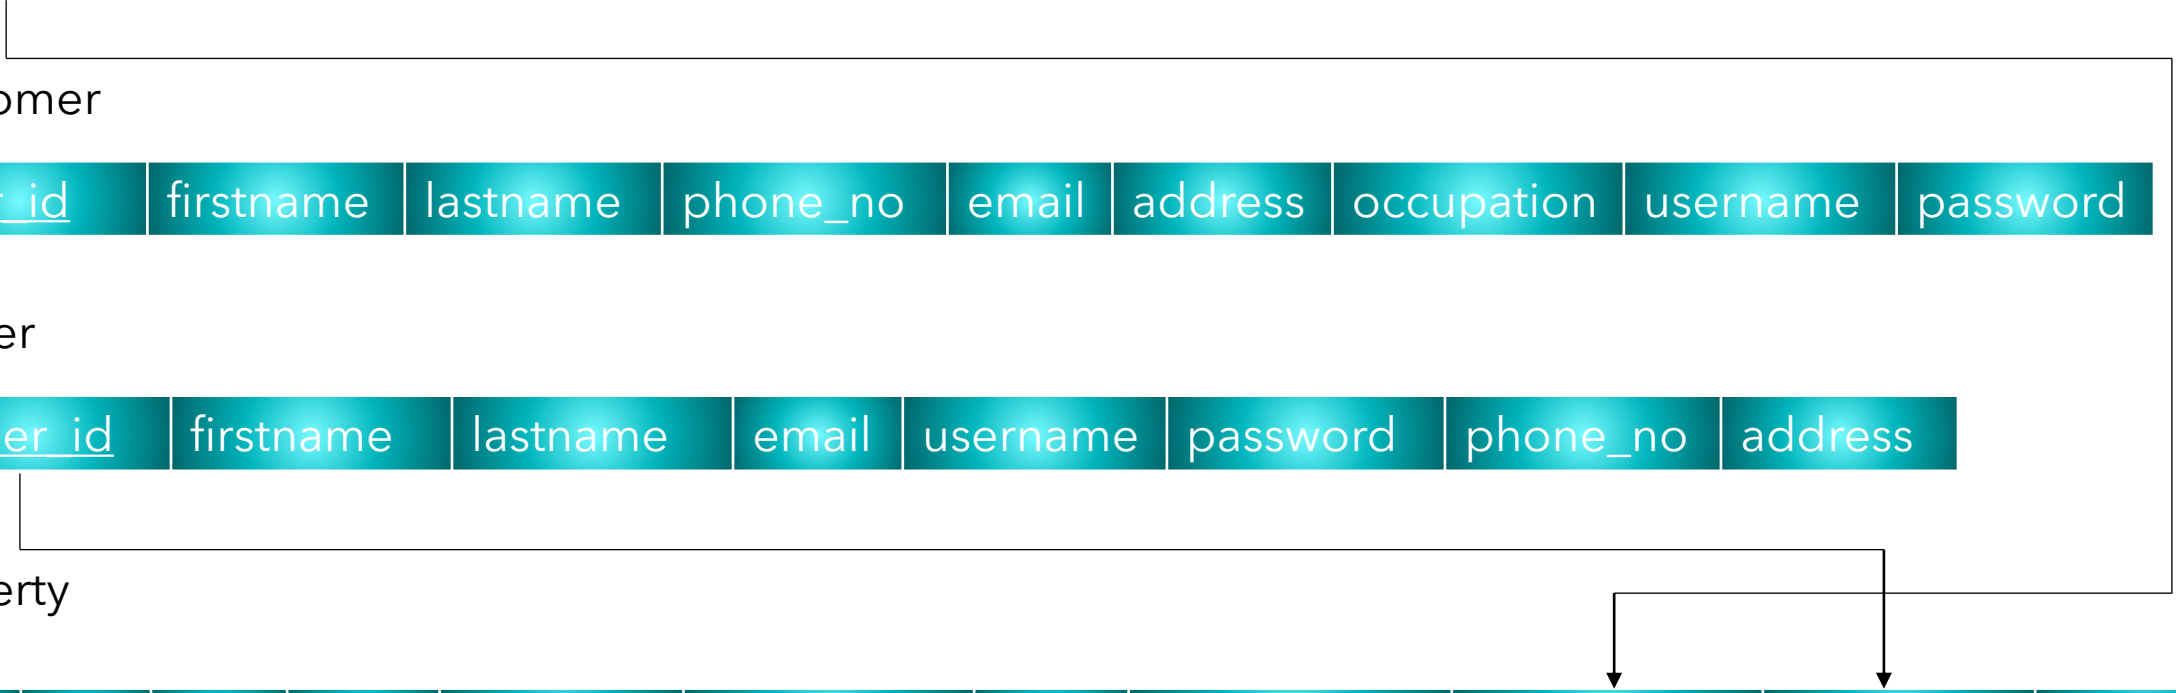 omer
r_id firstname lastname phone_no email address occupation username password
er
er_id firstname lastname email username password phone_no address
erty